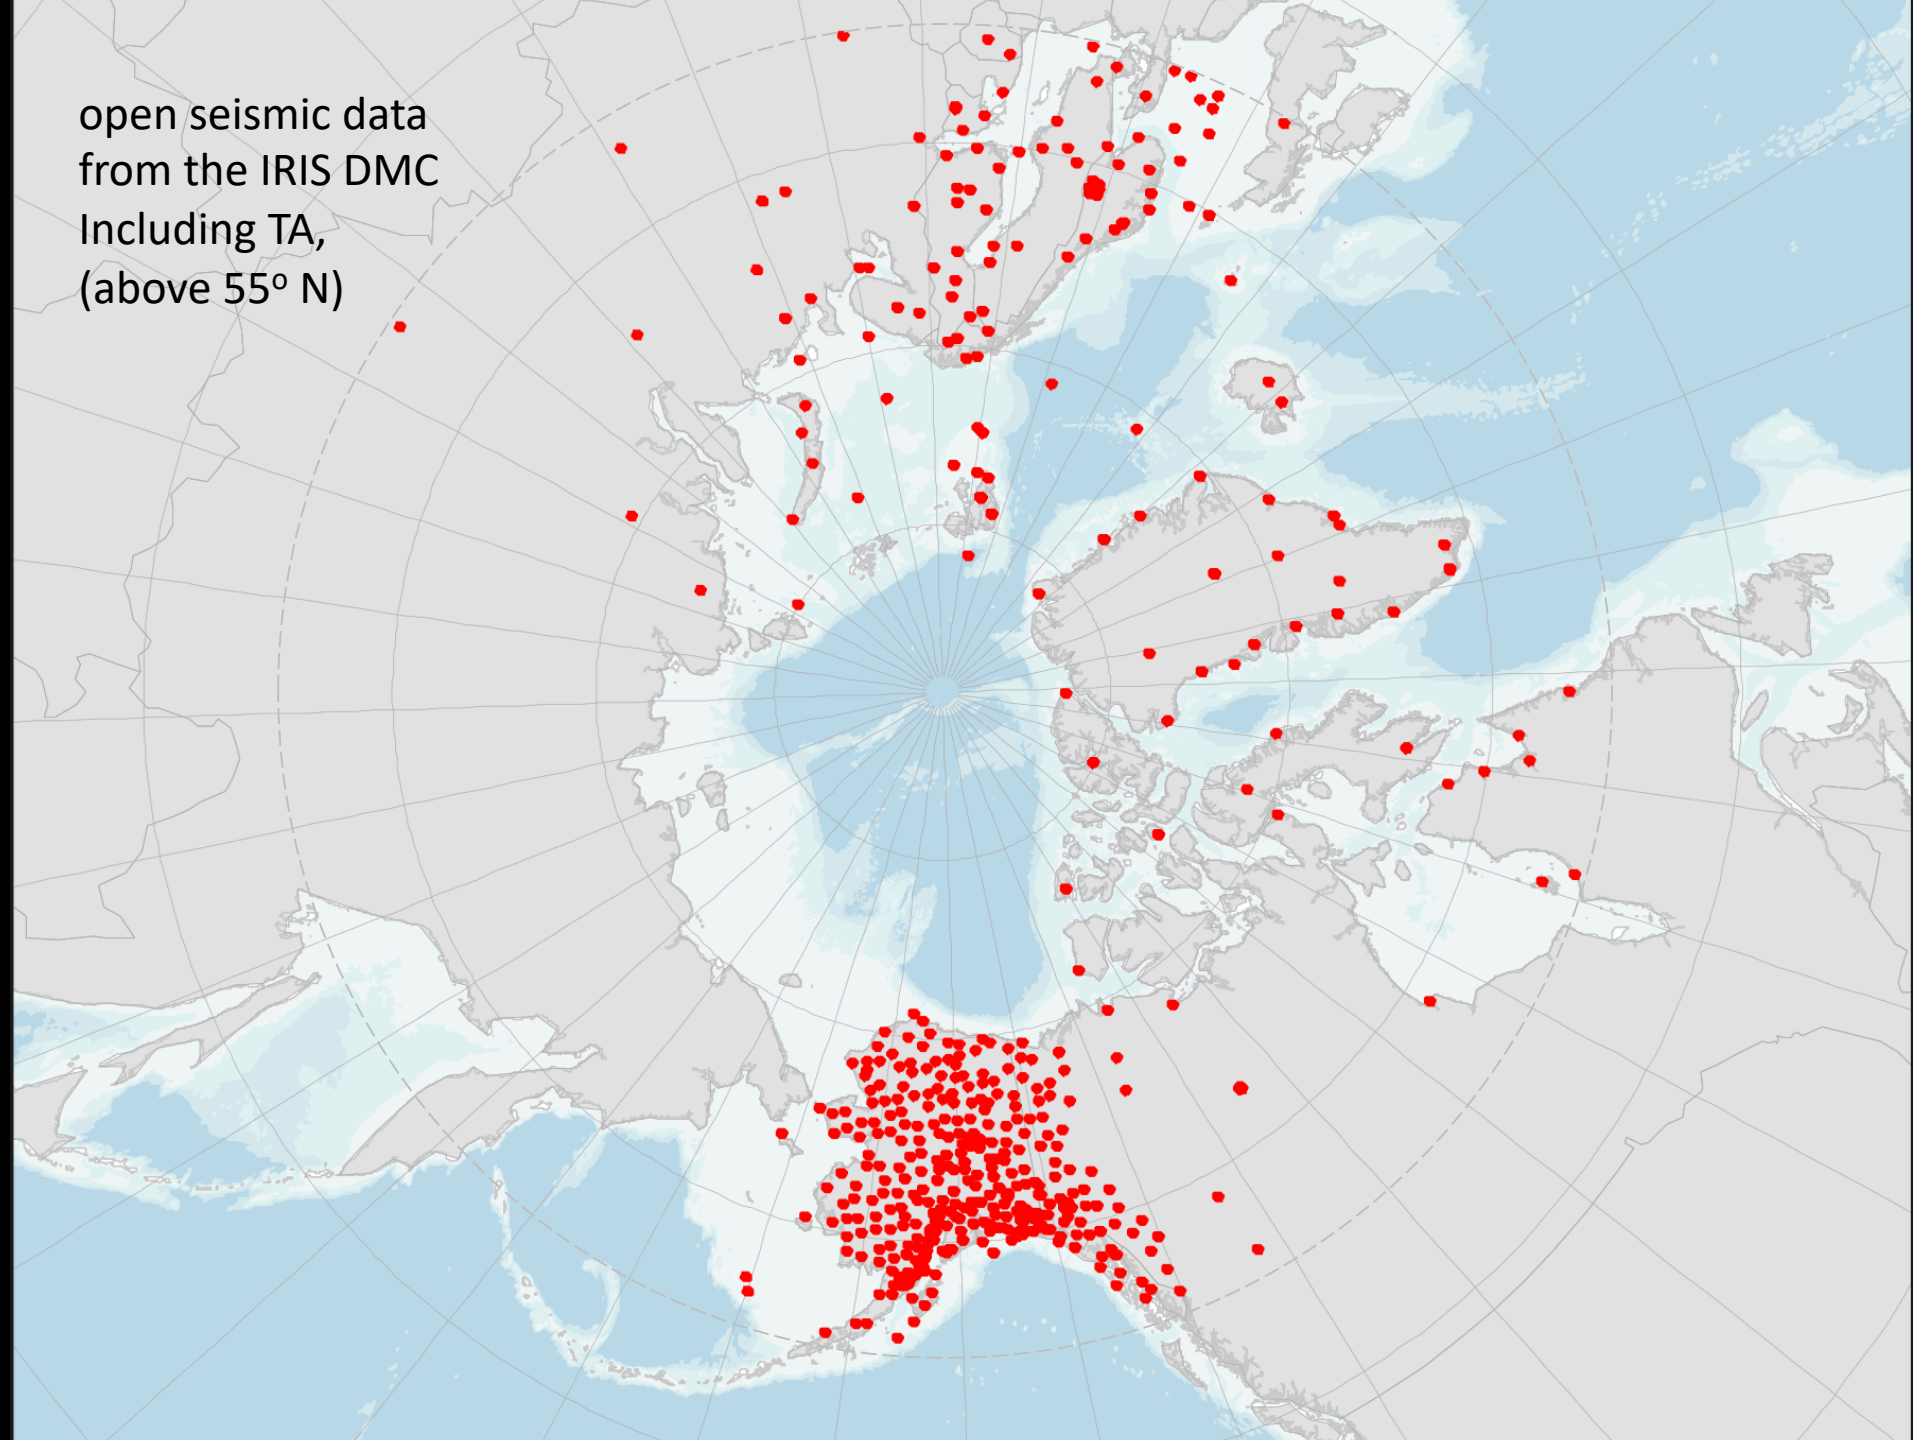 open seismic data
from the IRIS DMC
Including TA,
(above 55º N)